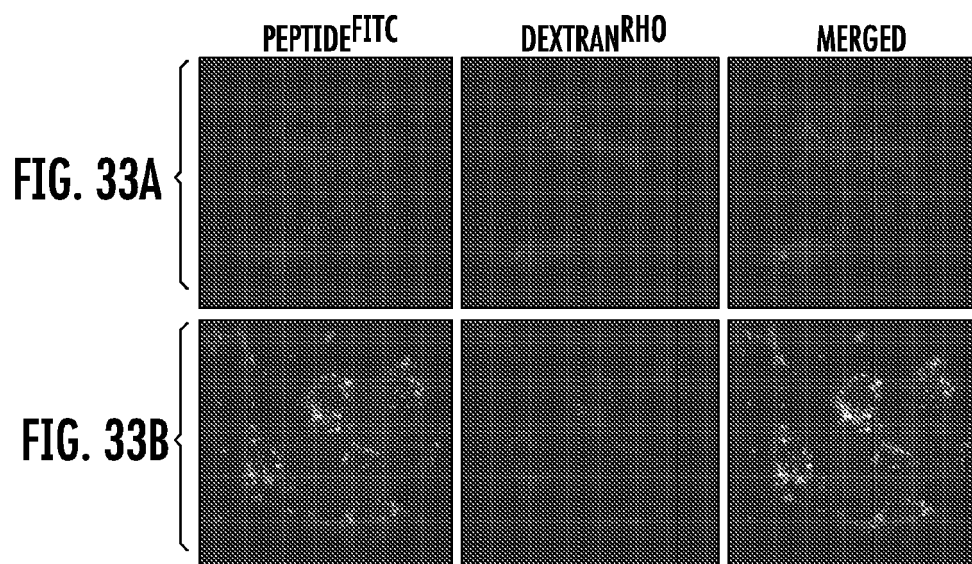 PEPTIDEFITC DEXTRANRHO MERGED
FIG. 33A
FIG. 33B